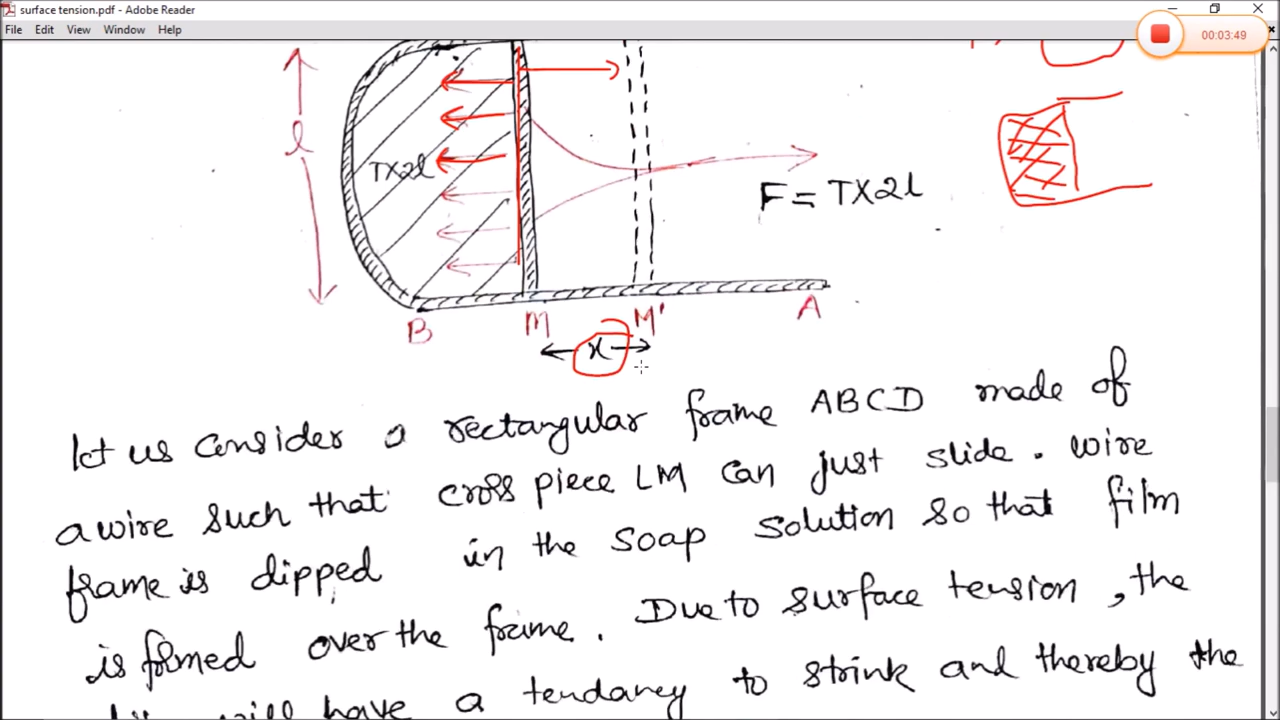 surface tension.pdf - Adobe Reader
File Edit View Window Help
00:03:49
l
TX2l
F = TX2l
B M M' A
x
let us consider a rectangular frame ABCD made of
a wire such that cross piece LM can just slide. wire
frame is dipped in the soap solution so that film
is formed over the frame. Due to surface tension, the
will have a tendancy to strink and thereby the